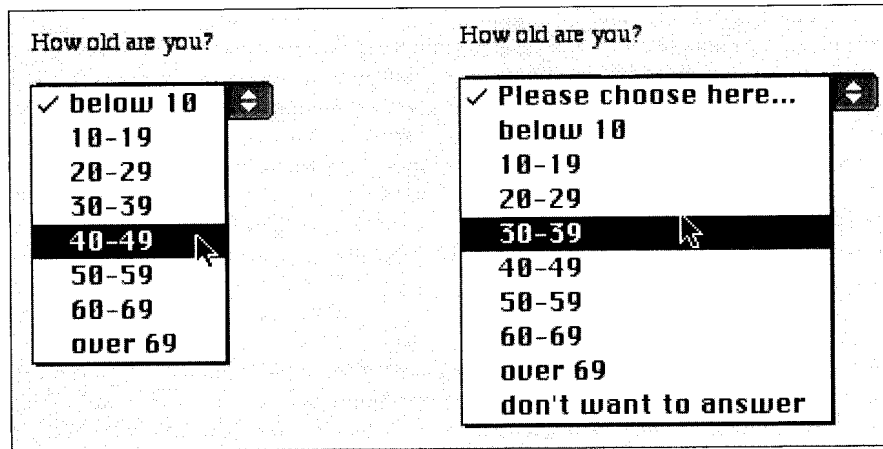 How old are you?
✓ below 10
10-19
20-29
30-39
40-49
50-59
60-69
over 69
How old are you?
✓ Please choose here...
below 10
10-19
20-29
30-39
40-49
50-59
60-69
over 69
don't want to answer